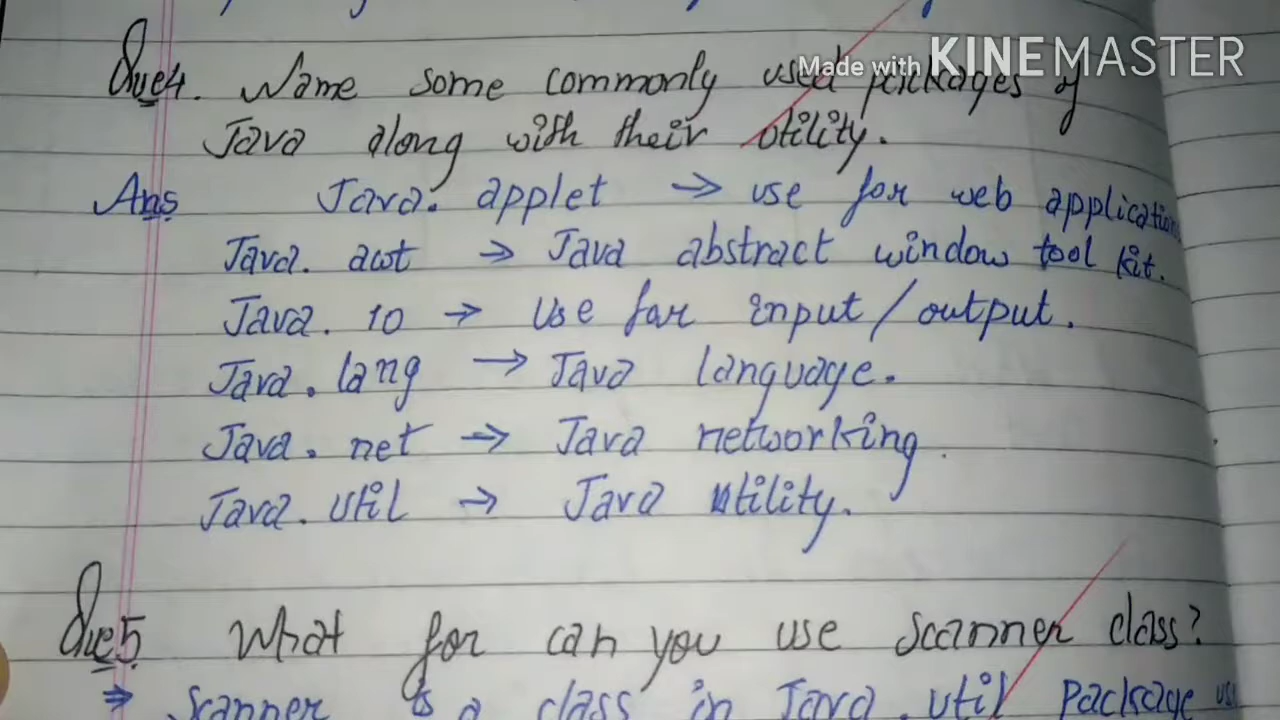 Made with KINEMASTER
Que4. Name some commonly used packages of
Java along with their utility.
Ans Java. applet → use for web application
Java. awt → Java abstract window tool kit.
Java. io → Use for input/output.
Java. lang → Java language.
Java. net → Java networking.
Java. util → Java utility.
Que5 What for can you use Scanner class?
⇒ Scanner is a class in Java. util package